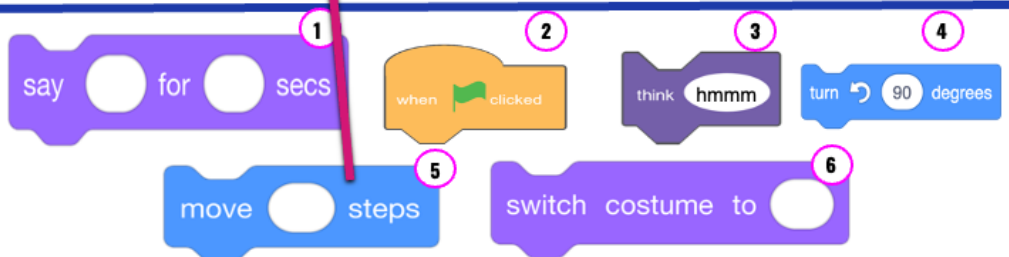 1
say for secs
2
when clicked
3
think hmmm
4
turn 90 degrees
5
move steps
6
switch costume to